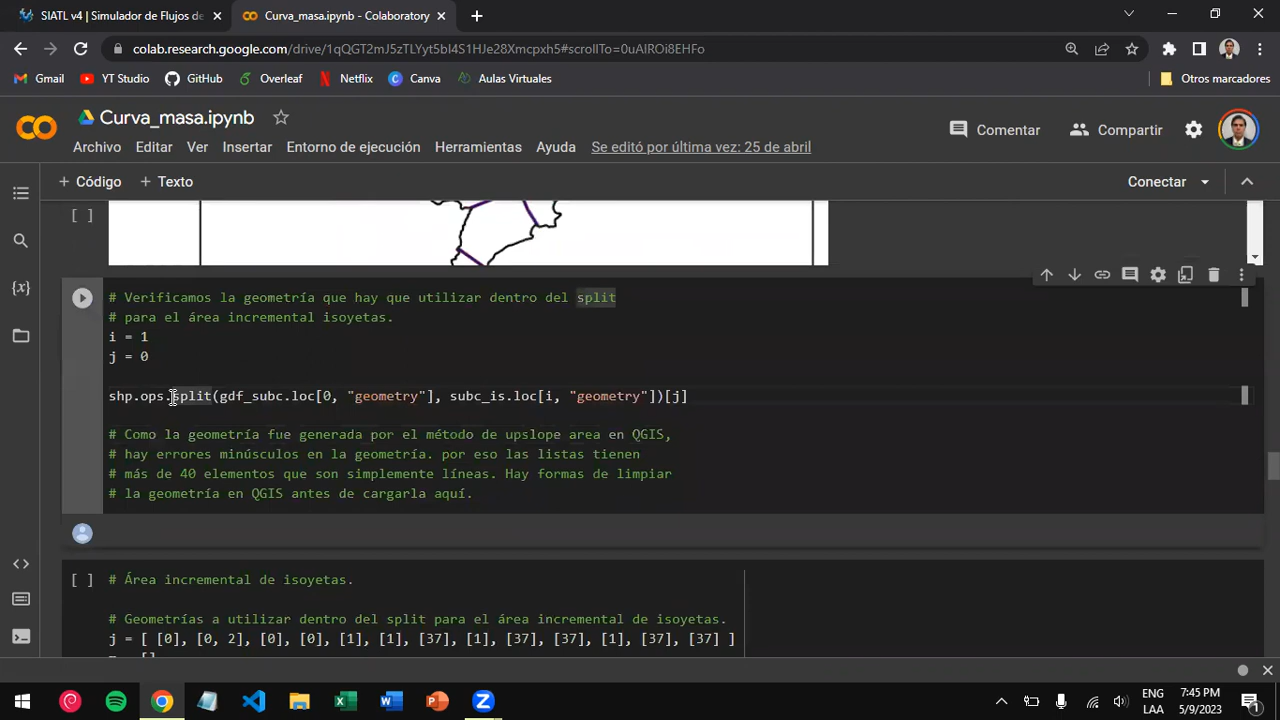 SIATL v4 | Simulador de Flujos de
Curva_masa.ipynb - Colaboratory
colab.research.google.com/drive/1qQGT2mJ5zTLYyt5bI4S1HJe28Xmcpxh5#scrollTo=0uAIROi8EHFo
Gmail
YT Studio
GitHub
Overleaf
Netflix
Canva
Aulas Virtuales
Otros marcadores
Curva_masa.ipynb
Comentar
Compartir
Archivo
Editar
Ver
Insertar
Entorno de ejecución
Herramientas
Ayuda
Se editó por última vez: 25 de abril
+ Código
+ Texto
Conectar
[ ]
# Verificamos la geometría que hay que utilizar dentro del split
# para el área incremental isoyetas.
i = 1
j = 0
shp.ops.split(gdf_subc.loc[0, "geometry"], subc_is.loc[i, "geometry"])[j]
# Como la geometría fue generada por el método de upslope area en QGIS,
# hay errores minúsculos en la geometría. por eso las listas tienen
# más de 40 elementos que son simplemente líneas. Hay formas de limpiar
# la geometría en QGIS antes de cargarla aquí.
[ ] # Área incremental de isoyetas.
# Geometrías a utilizar dentro del split para el área incremental de isoyetas.
j = [ [0], [0, 2], [0], [0], [1], [1], [37], [1], [37], [37], [1], [37], [37] ]
ENG
LAA
7:45 PM
5/9/2023